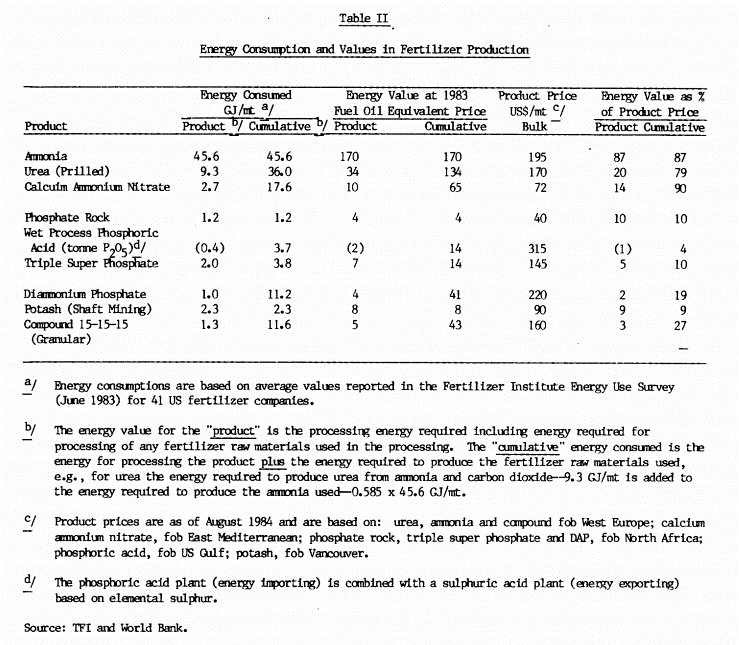 Table II
Energy Consumption and Values in Fertilizer Production
Energy Consumed Energy Value at 1983 Product Price Energy Value as %
GJ/mt a/ Fuel Oil Equivalent Price US$/mt c/ of Product Price
Product Product b/ Cumulative b/ Product Cumulative Bulk Product Cumulative
Ammonia 45.6 45.6 170 170 195 87 87
Urea (Prilled) 9.3 36.0 34 134 170 20 79
Calcuim Ammonium Nitrate 2.7 17.6 10 65 72 14 90
Phosphate Rock 1.2 1.2 4 4 40 10 10
Wet Process Phosphoric
Acid (tonne P2O5)d/ (0.4) 3.7 (2) 14 315 (1) 4
Triple Super Phosphate 2.0 3.8 7 14 145 5 10
Diammonium Phosphate 1.0 11.2 4 41 220 2 19
Potash (Shaft Mining) 2.3 2.3 8 8 90 9 9
Compound 15-15-15 1.3 11.6 5 43 160 3 27
(Granular)
a/ Energy consumptions are based on average values reported in the Fertilizer Institute Energy Use Survey
(June 1983) for 41 US fertilizer companies.
b/ The energy value for the "product" is the processing energy required including energy required for
processing of any fertilizer raw materials used in the processing. The "cumulative" energy consumed is the
energy for processing the product plus the energy required to produce the fertilizer raw materials used,
e.g., for urea the energy required to produce urea from ammonia and carbon dioxide--9.3 GJ/mt is added to
the energy required to produce the ammonia used--0.585 x 45.6 GJ/mt.
c/ Product prices are as of August 1984 and are based on: urea, ammonia and compound fob West Europe; calcium
ammonium nitrate, fob East Mediterranean; phosphate rock, triple super phosphate and DAP, fob North Africa;
phosphoric acid, fob US Gulf; potash, fob Vancouver.
d/ The phosphoric acid plant (energy importing) is combined with a sulphuric acid plant (energy exporting)
based on elemental sulphur.
Source: TFI and World Bank.